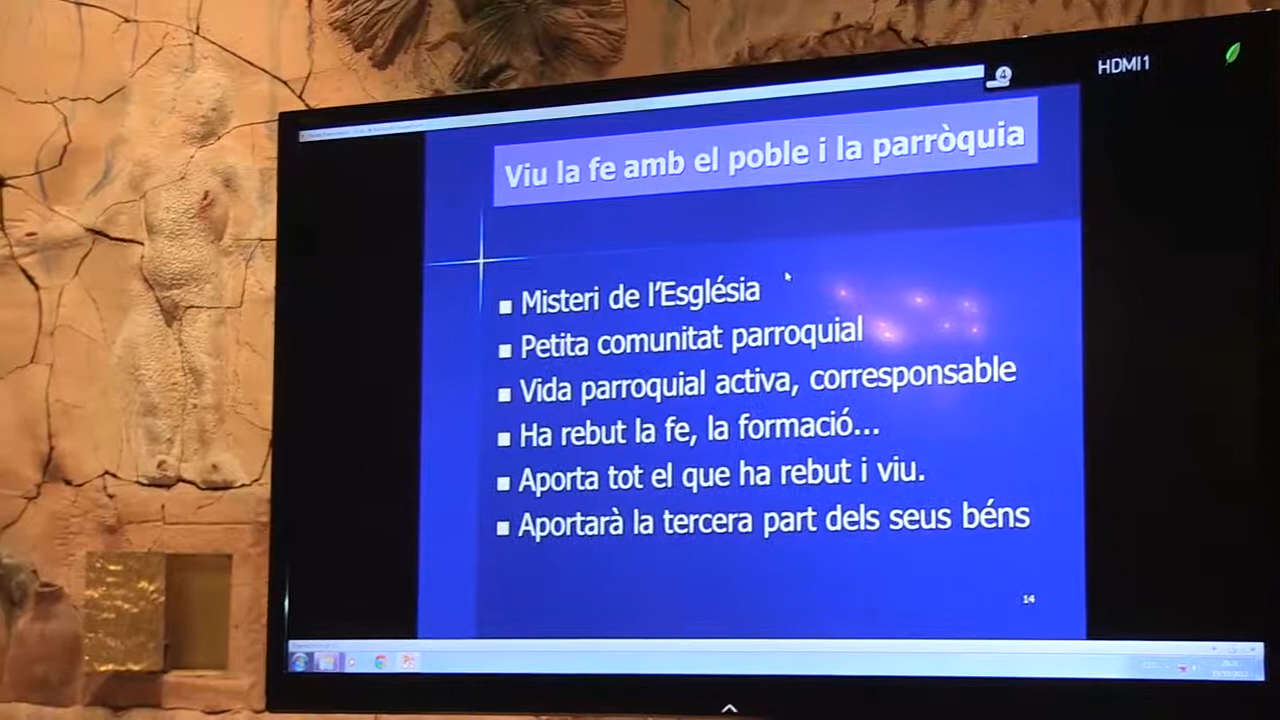 HDMI1
4
Viu la fe amb el poble i la parròquia
■ Misteri de l'Església
■ Petita comunitat parroquial
■ Vida parroquial activa, corresponsable
■ Ha rebut la fe, la formació...
■ Aporta tot el que ha rebut i viu.
■ Aportarà la tercera part dels seus béns
14